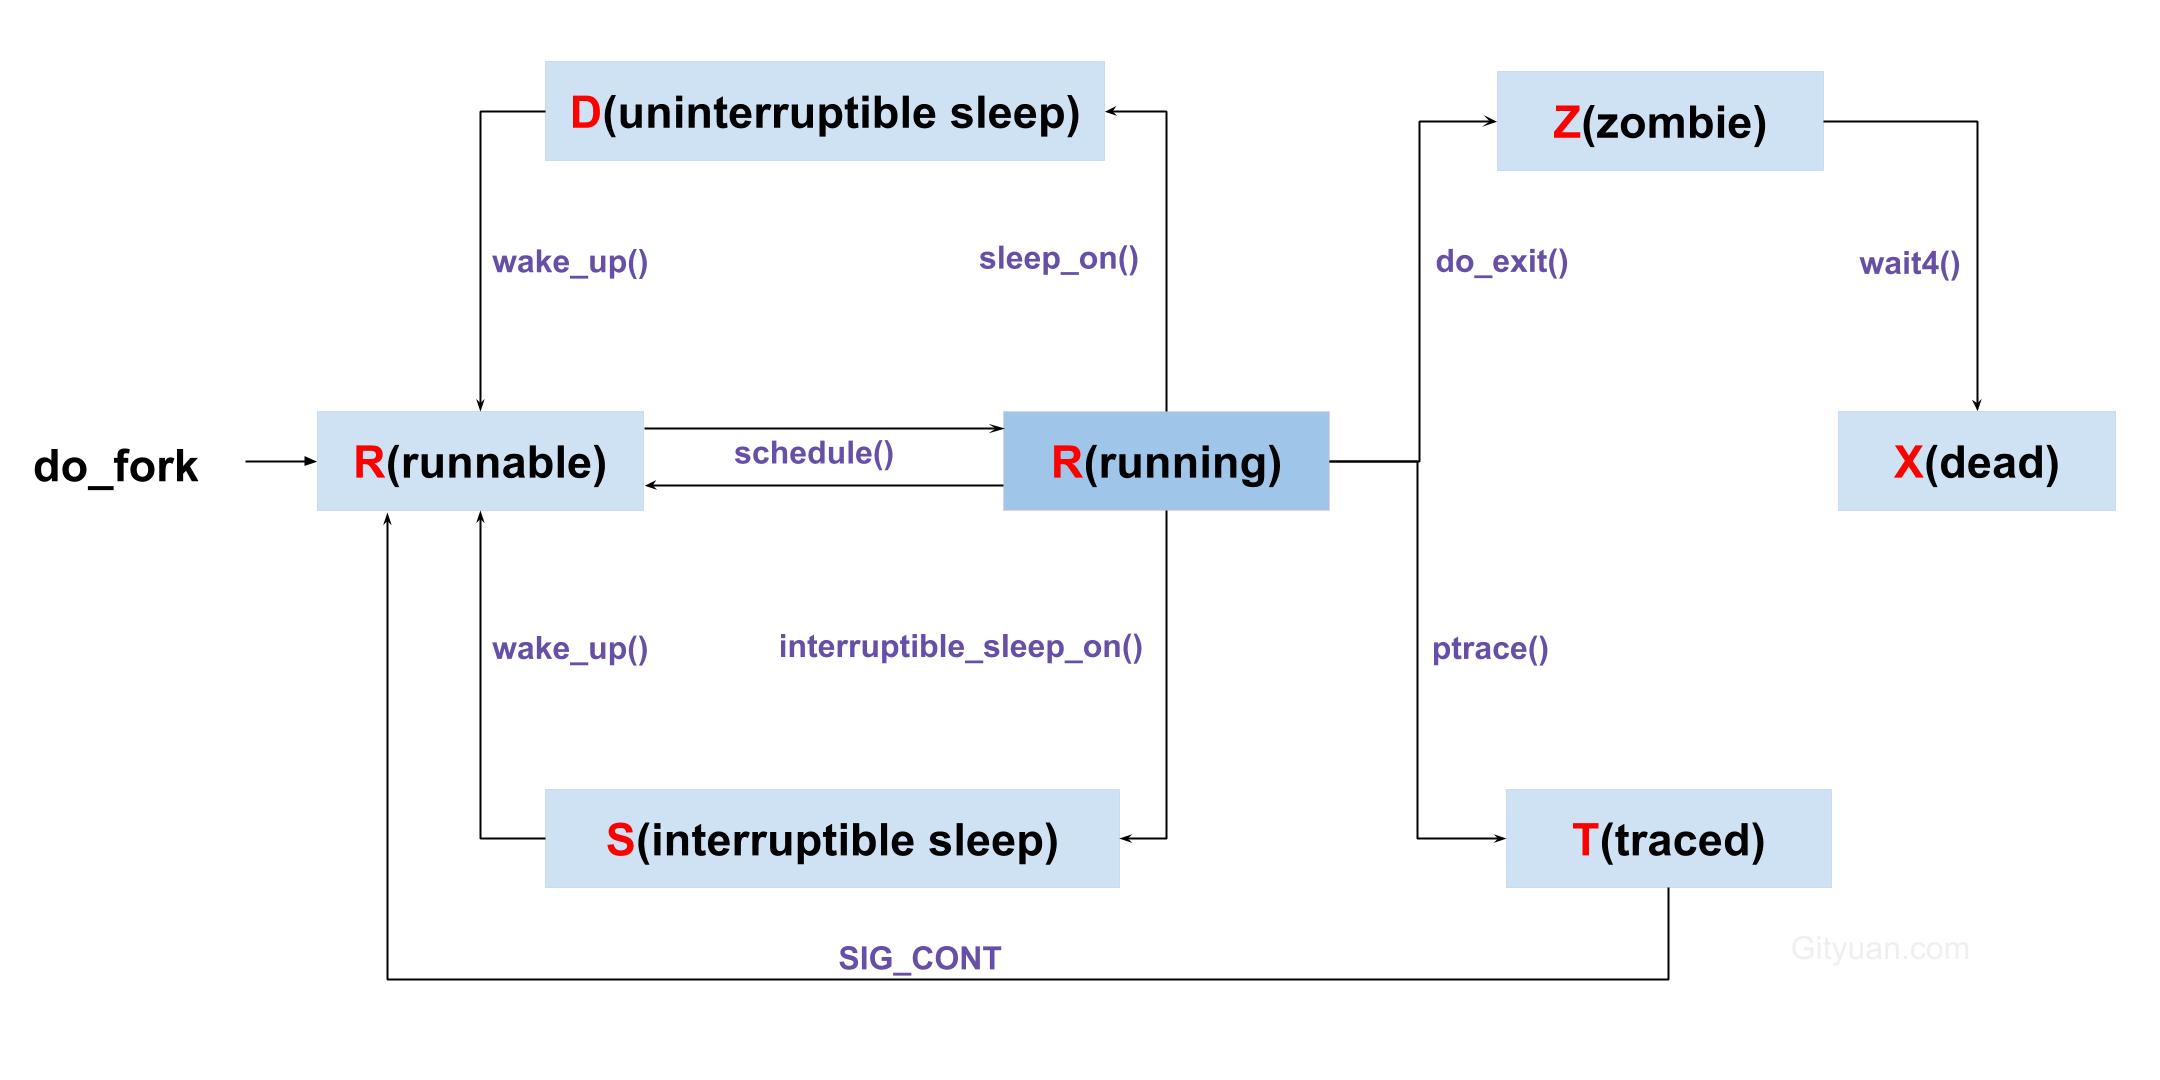 D(uninterruptible sleep)
Z(zombie)
wake_up()
sleep_on()
do_exit()
wait4()
do_fork
R(runnable)
schedule()
R(running)
X(dead)
wake_up()
interruptible_sleep_on()
ptrace()
S(interruptible sleep)
T(traced)
SIG_CONT
Gityuan.com